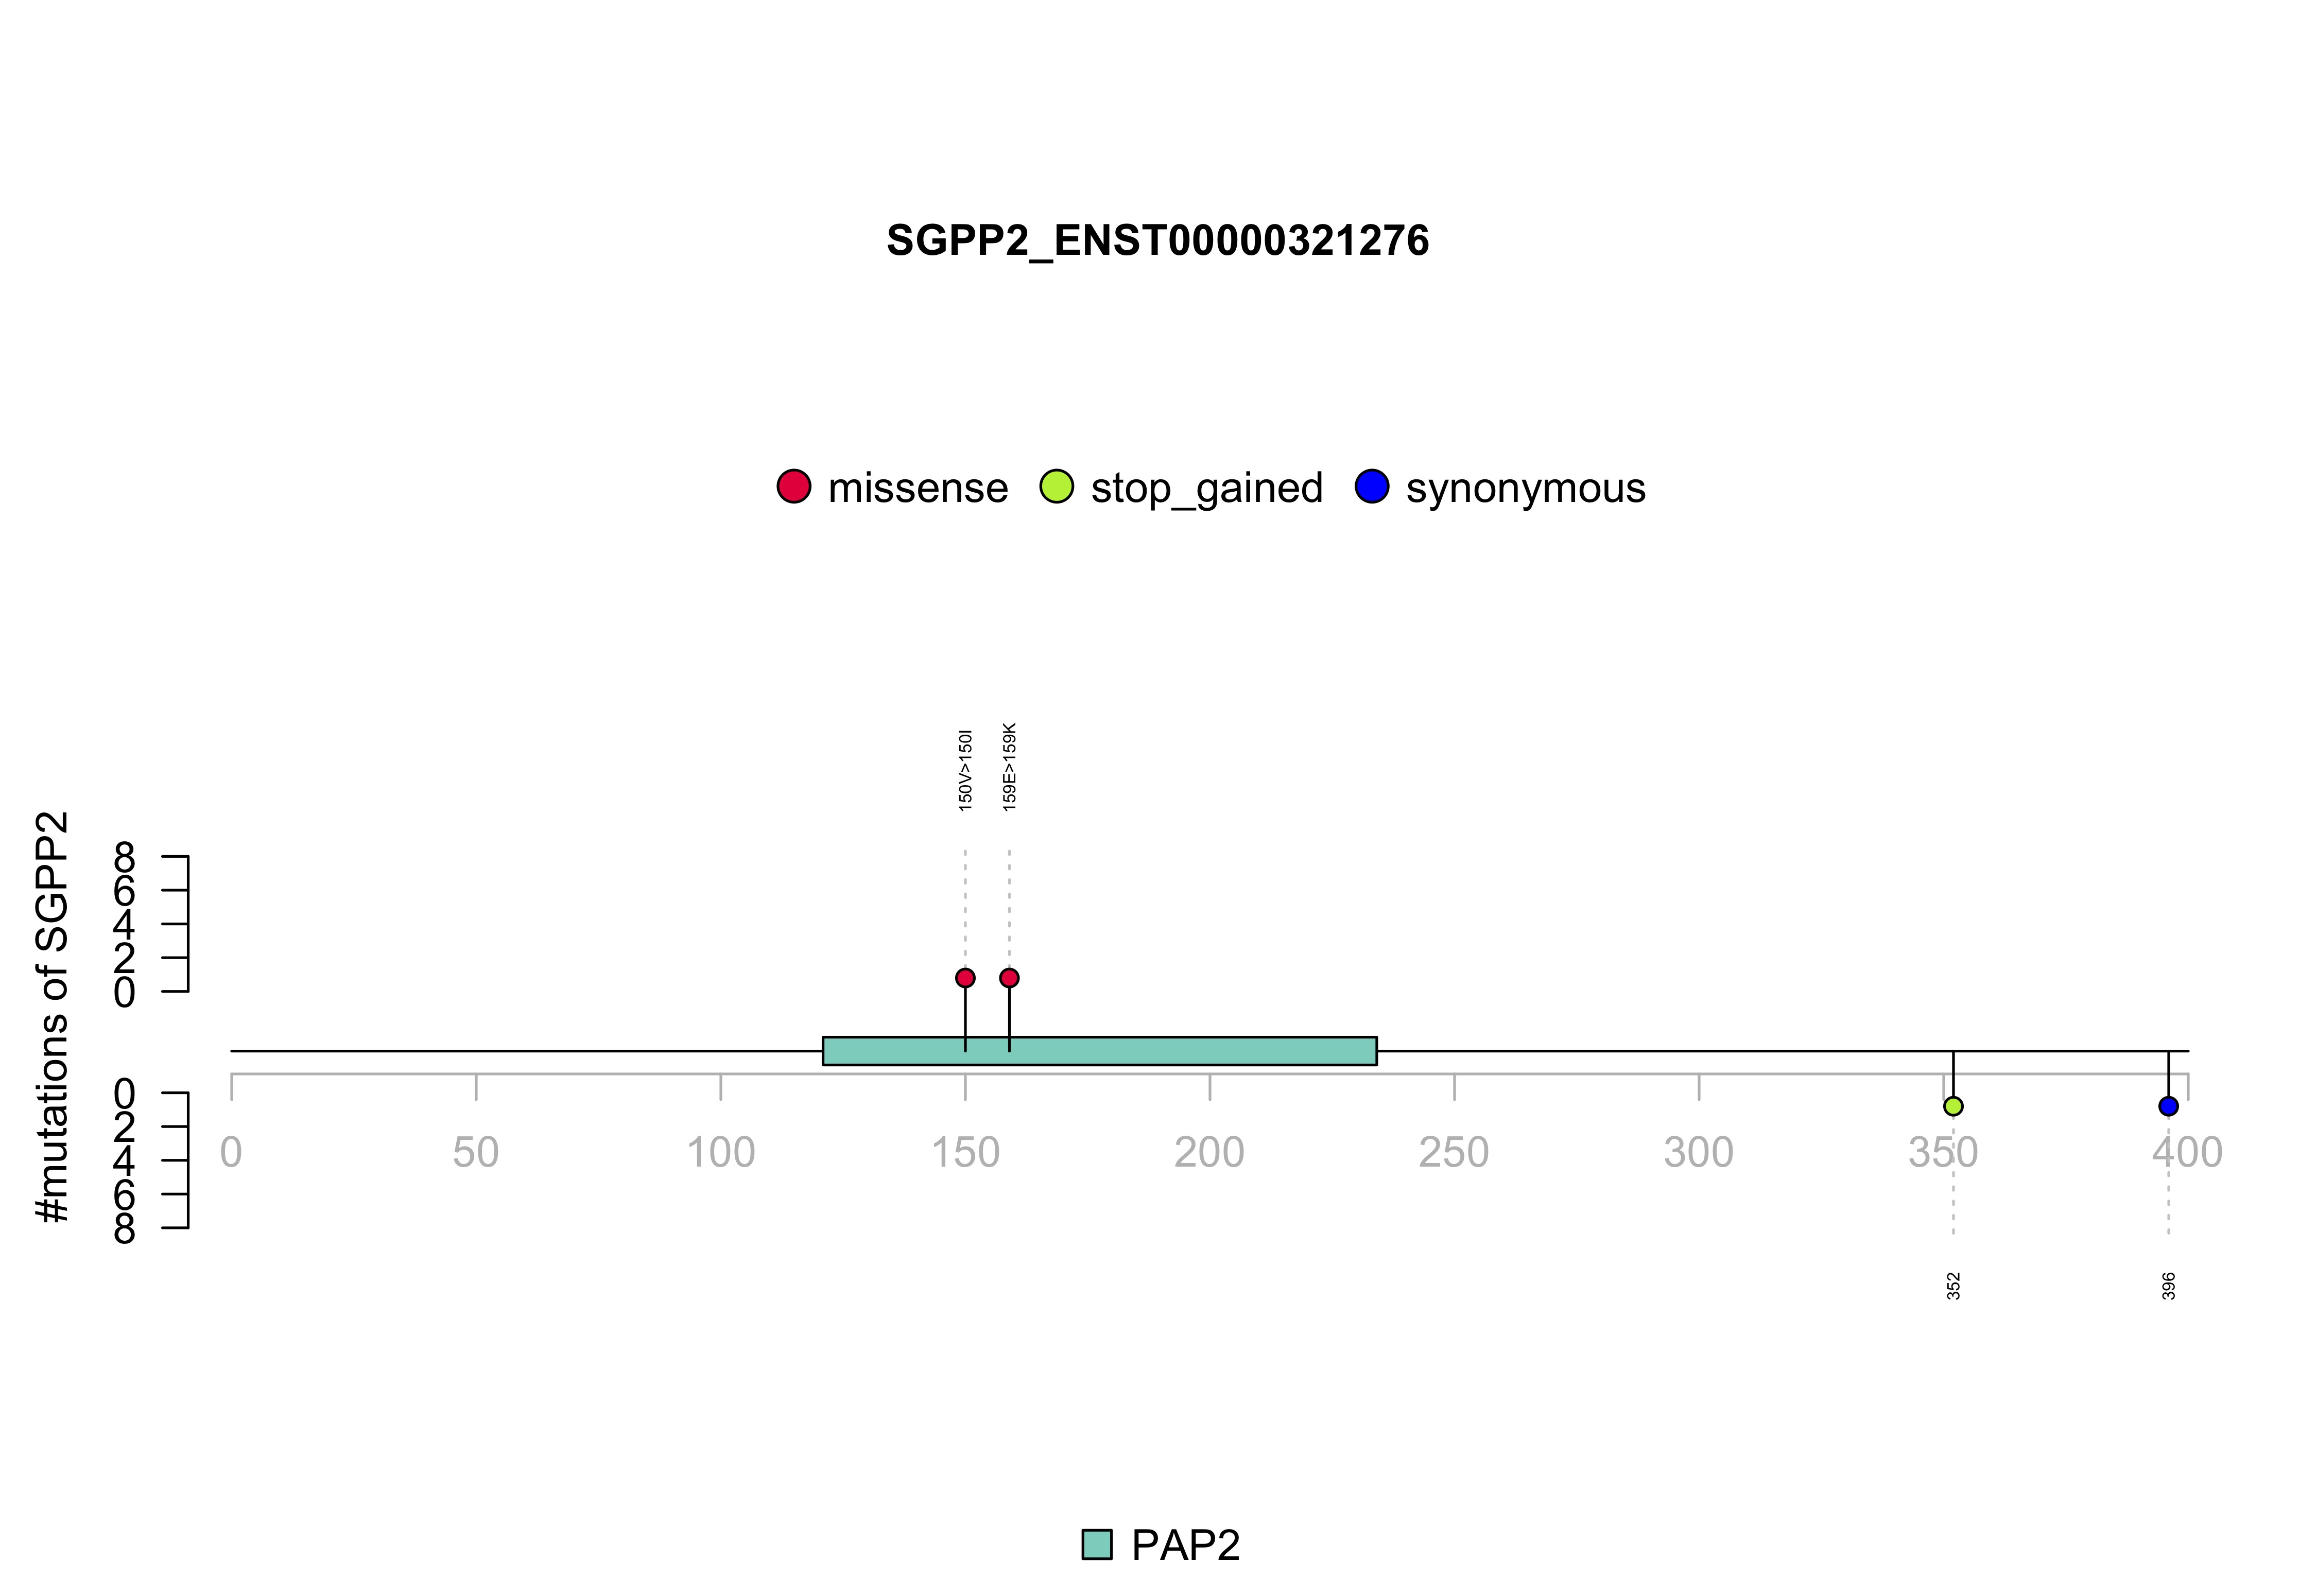 SGPP2_ENST00000321276
missense stop_gained synonymous
150V>150I
159E>159K
#mutations of SGPP2
8
6
4
2
0
0
2
4
6
8
0 50 100 150 200 250 300 350 400
352
396
PAP2